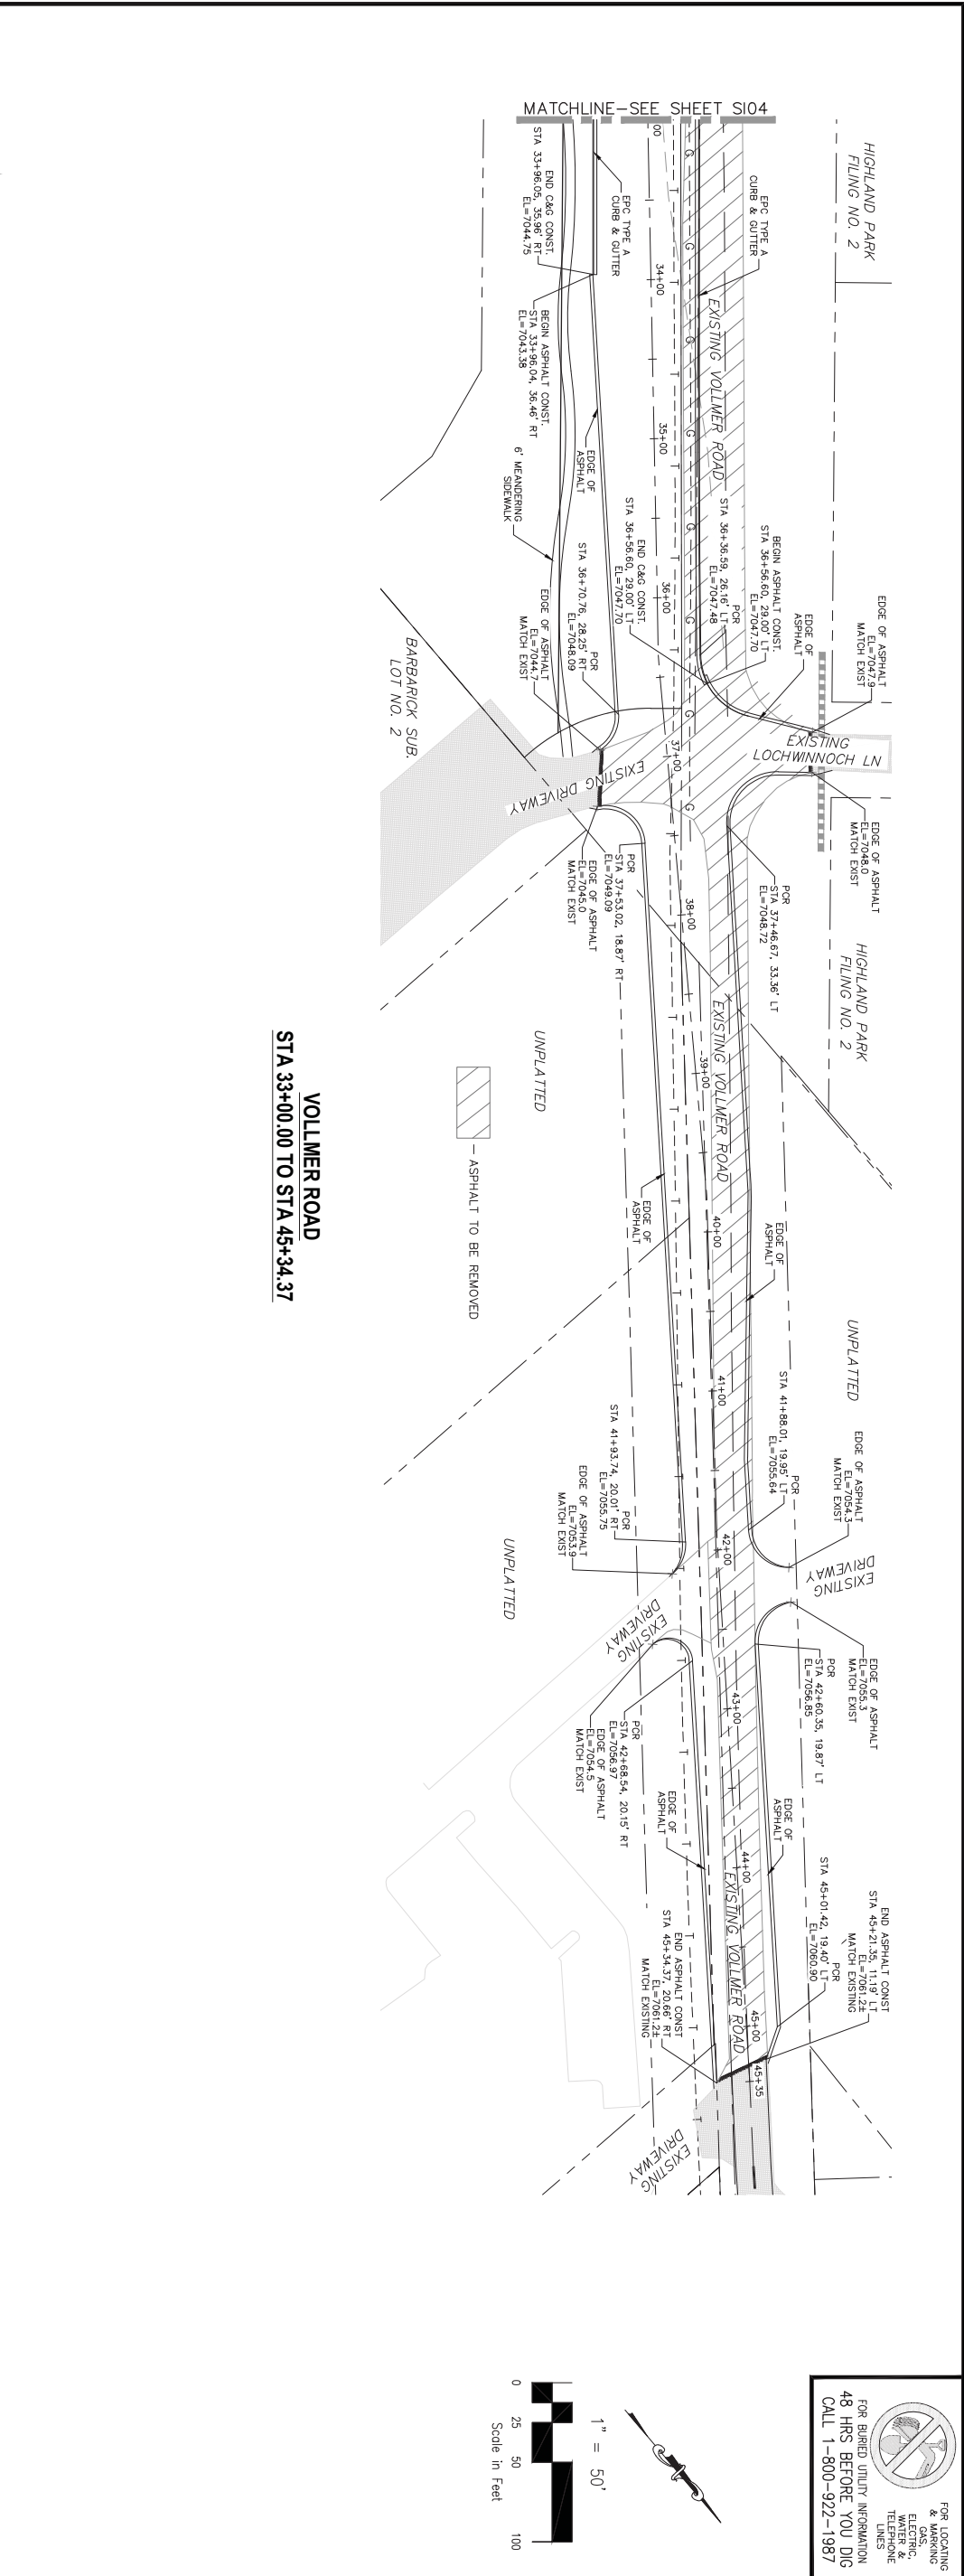 MATCHLINE-SEE SHEET SI04
HIGHLAND PARK
FILING NO. 2
EPC TYPE A
CURB & GUTTER
EPC TYPE A
CURB & GUTTER
END C&G CONST.
STA 33+96.05, 35.96' RT
EL=7044.75
BEGIN ASPHALT CONST.
STA 33+96.04, 36.46' RT
EL=7043.38
00
34+00
35+00
36+00
37+00
38+00
39+00
40+00
41+00
42+00
43+00
44+00
45+00
45+35
EXISTING VOLLMER ROAD
EDGE OF
ASPHALT
6' MEANDERING
SIDEWALK
BEGIN ASPHALT CONST.
STA 36+56.60, 29.00' LT
EL=7047.70
PCR
STA 36+36.59, 26.16' LT
EL=7047.48
END C&G CONST.
STA 36+56.60, 29.00' LT
EL=7047.70
PCR
STA 36+70.76, 28.25' RT
EL=7048.09
EDGE OF ASPHALT
EL=7044.7
MATCH EXIST
EDGE OF ASPHALT
EL=7047.9
MATCH EXIST
EDGE OF
ASPHALT
EXISTING
LOCHWINNOCH LN
EXISTING DRIVEWAY
BARBARICK SUB.
LOT NO. 2
EDGE OF ASPHALT
EL=7048.0
MATCH EXIST
PCR
STA 37+46.67, 33.36' LT
EL=7048.72
PCR
STA 37+53.02, 18.87' RT
EL=7049.09
EDGE OF ASPHALT
EL=7045.0
MATCH EXIST
HIGHLAND PARK
FILING NO. 2
EXISTING VOLLMER ROAD
UNPLATTED
EDGE OF
ASPHALT
EDGE OF
ASPHALT
UNPLATTED
PCR
STA 41+88.01, 19.95' LT
EL=7055.64
EDGE OF ASPHALT
EL=7054.3
MATCH EXIST
PCR
STA 41+93.74, 20.01' RT
EL=7055.75
EDGE OF ASPHALT
EL=7053.9
MATCH EXIST
UNPLATTED
EXISTING
DRIVEWAY
EXISTING
DRIVEWAY
EDGE OF ASPHALT
EL=7055.3
MATCH EXIST
PCR
STA 42+60.35, 19.87' LT
EL=7056.85
PCR
STA 42+68.54, 20.15' RT
EL=7056.97
EDGE OF ASPHALT
EL=7054.5
MATCH EXIST
EDGE OF
ASPHALT
EDGE OF
ASPHALT
EXISTING VOLLMER ROAD
END ASPHALT CONST
STA 45+21.35, 11.19' LT
EL=7061.2±
MATCH EXISTING
PCR
STA 45+01.42, 19.40' LT
EL=7060.90
END ASPHALT CONST
STA 45+34.37, 20.66' RT
EL=7061.2±
MATCH EXISTING
EXISTING
DRIVEWAY
ASPHALT TO BE REMOVED
VOLLMER ROAD
STA 33+00.00 TO STA 45+34.37
1" = 50'
0 25 50 100
Scale in Feet
FOR LOCATING
& MARKING
GAS,
ELECTRIC,
WATER &
TELEPHONE
LINES
FOR BURIED UTILITY INFORMATION
48 HRS BEFORE YOU DIG
CALL 1-800-922-1987